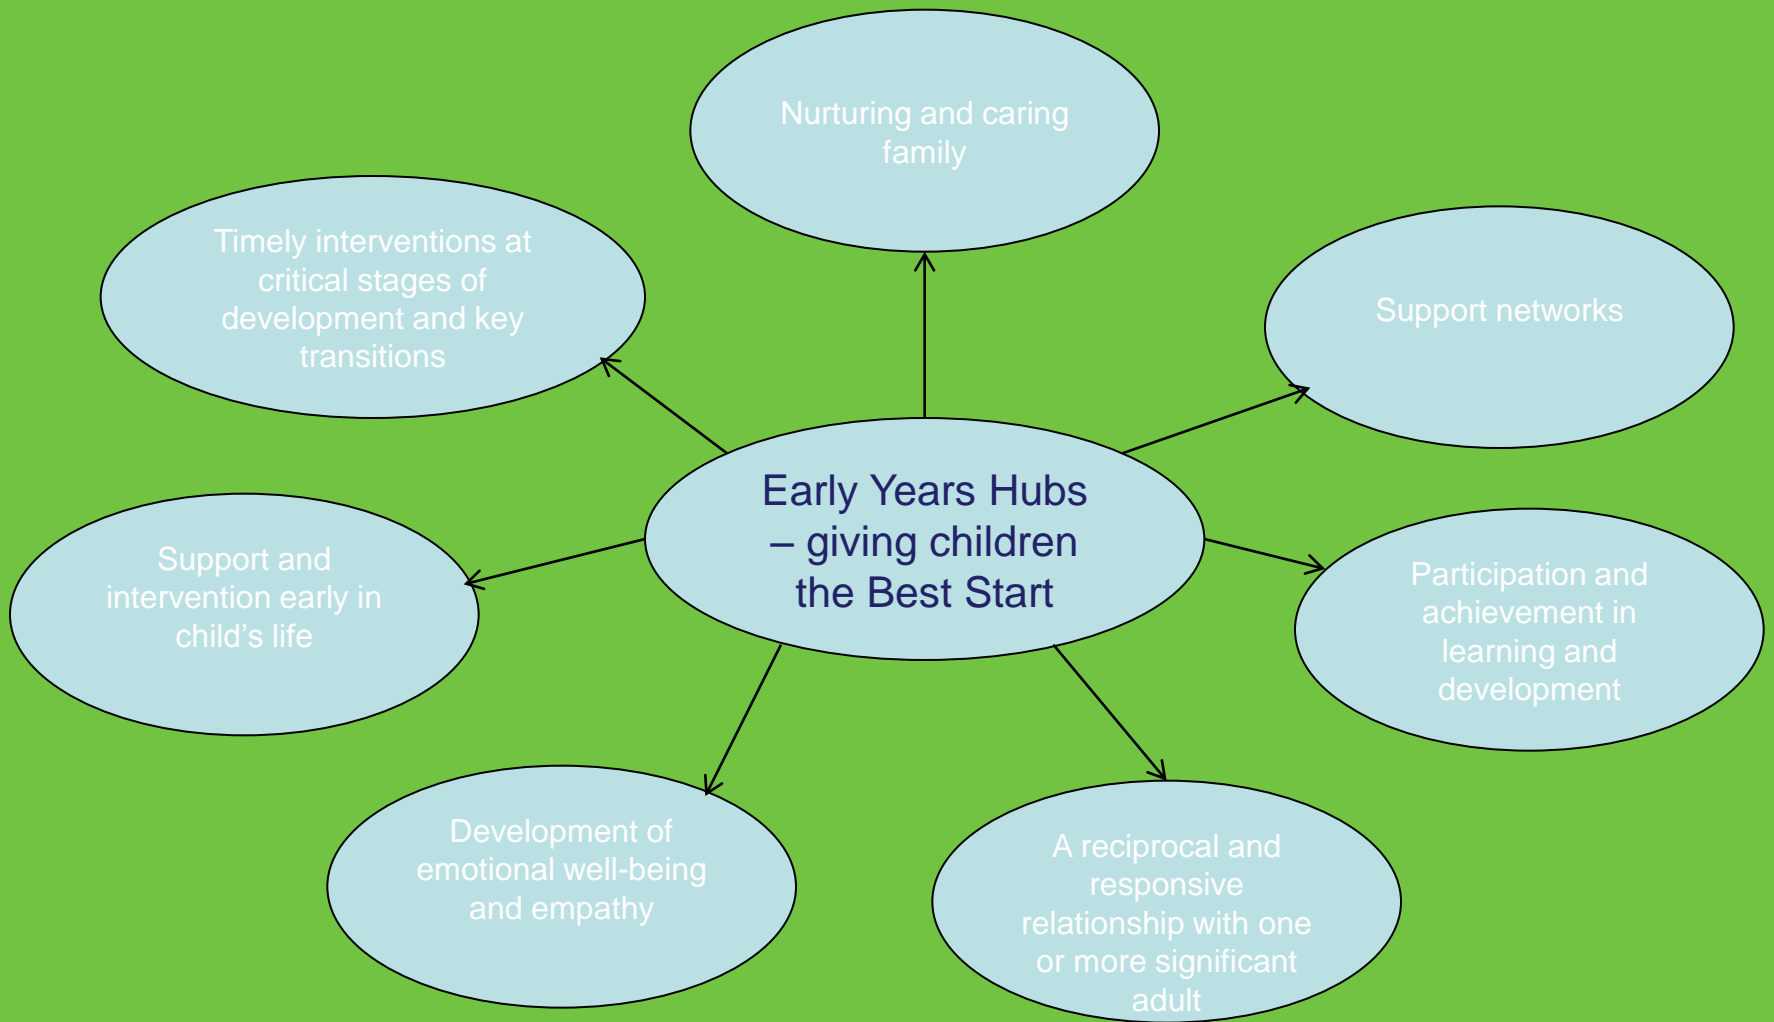 Nurturing and caring
family
Timely interventions at
critical stages of
development and key
transitions
Support networks
Early Years Hubs
– giving children
the Best Start
Support and
intervention early in
child’s life
Participation and
achievement in
learning and
development
Development of
emotional well-being
and empathy
A reciprocal and
responsive
relationship with one
or more significant
adult